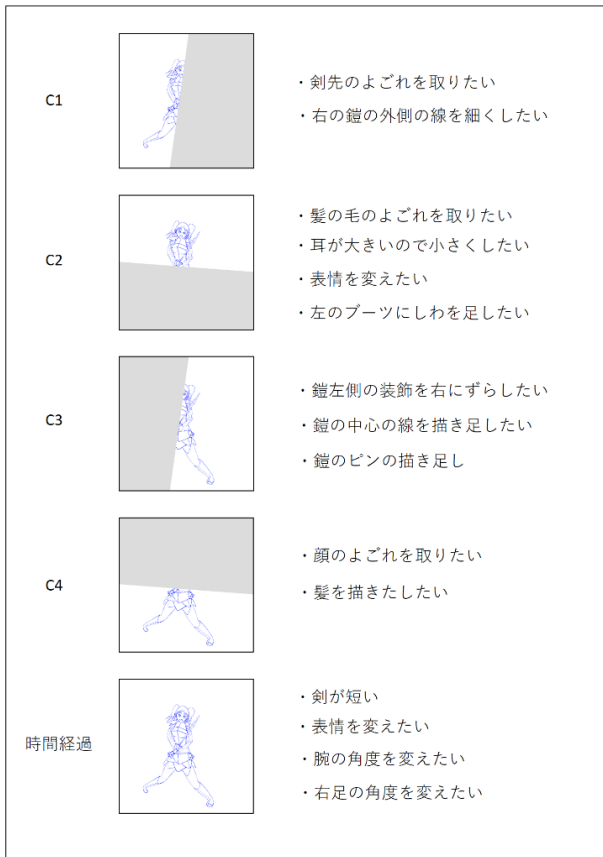 C1
・剣先のよごれを取りたい
・右の鎧の外側の線を細くしたい
C2
・髪の毛のよごれを取りたい
・耳が大きいので小さくしたい
・表情を変えたい
・左のブーツにしわを足したい
C3
・鎧左側の装飾を右にずらしたい
・鎧の中心の線を描き足したい
・鎧のピンの描き足し
C4
・顔のよごれを取りたい
・髪を描きたしたい
時間経過
・剣が短い
・表情を変えたい
・腕の角度を変えたい
・右足の角度を変えたい